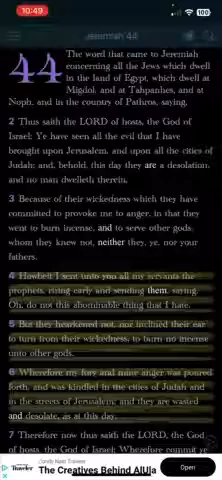 10:49
100
Jeremiah 44
44 The word that came to Jeremiah
concerning all the Jews which dwell
in the land of Egypt, which dwell at
Migdol, and at Tahpanhes, and at
Noph, and in the country of Pathros, saying,
2 Thus saith the LORD of hosts, the God of
Israel; Ye have seen all the evil that I have
brought upon Jerusalem, and upon all the cities of
Judah; and, behold, this day they are a desolation,
and no man dwelleth therein,
3 Because of their wickedness which they have
committed to provoke me to anger, in that they
went to burn incense, and to serve other gods,
whom they knew not, neither they, ye, nor your
fathers.
4 Howbeit I sent unto you all my servants the
prophets, rising early and sending them, saying,
Oh, do not this abominable thing that I hate.
5 But they hearkened not, nor inclined their ear
to turn from their wickedness, to burn no incense
unto other gods.
6 Wherefore my fury and mine anger was poured
forth, and was kindled in the cities of Judah and
in the streets of Jerusalem; and they are wasted
and desolate, as at this day.
7 Therefore now thus saith the LORD, the God
of hosts, the God of Israel; Wherefore commit ye
Condé Nast Traveler
The Creatives Behind AlUla
Open